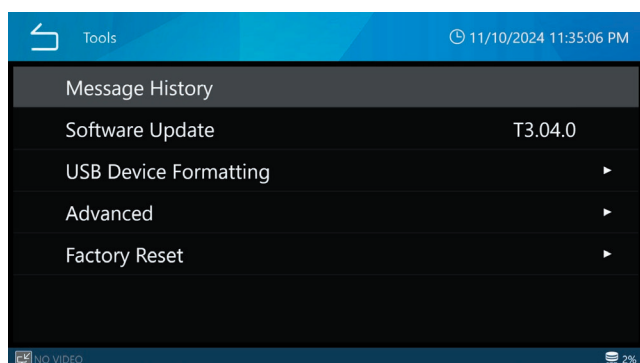 Tools 11/10/2024 11:35:06 PM
Message History
Software Update T3.04.0
USB Device Formatting
Advanced
Factory Reset
NO VIDEO 2%